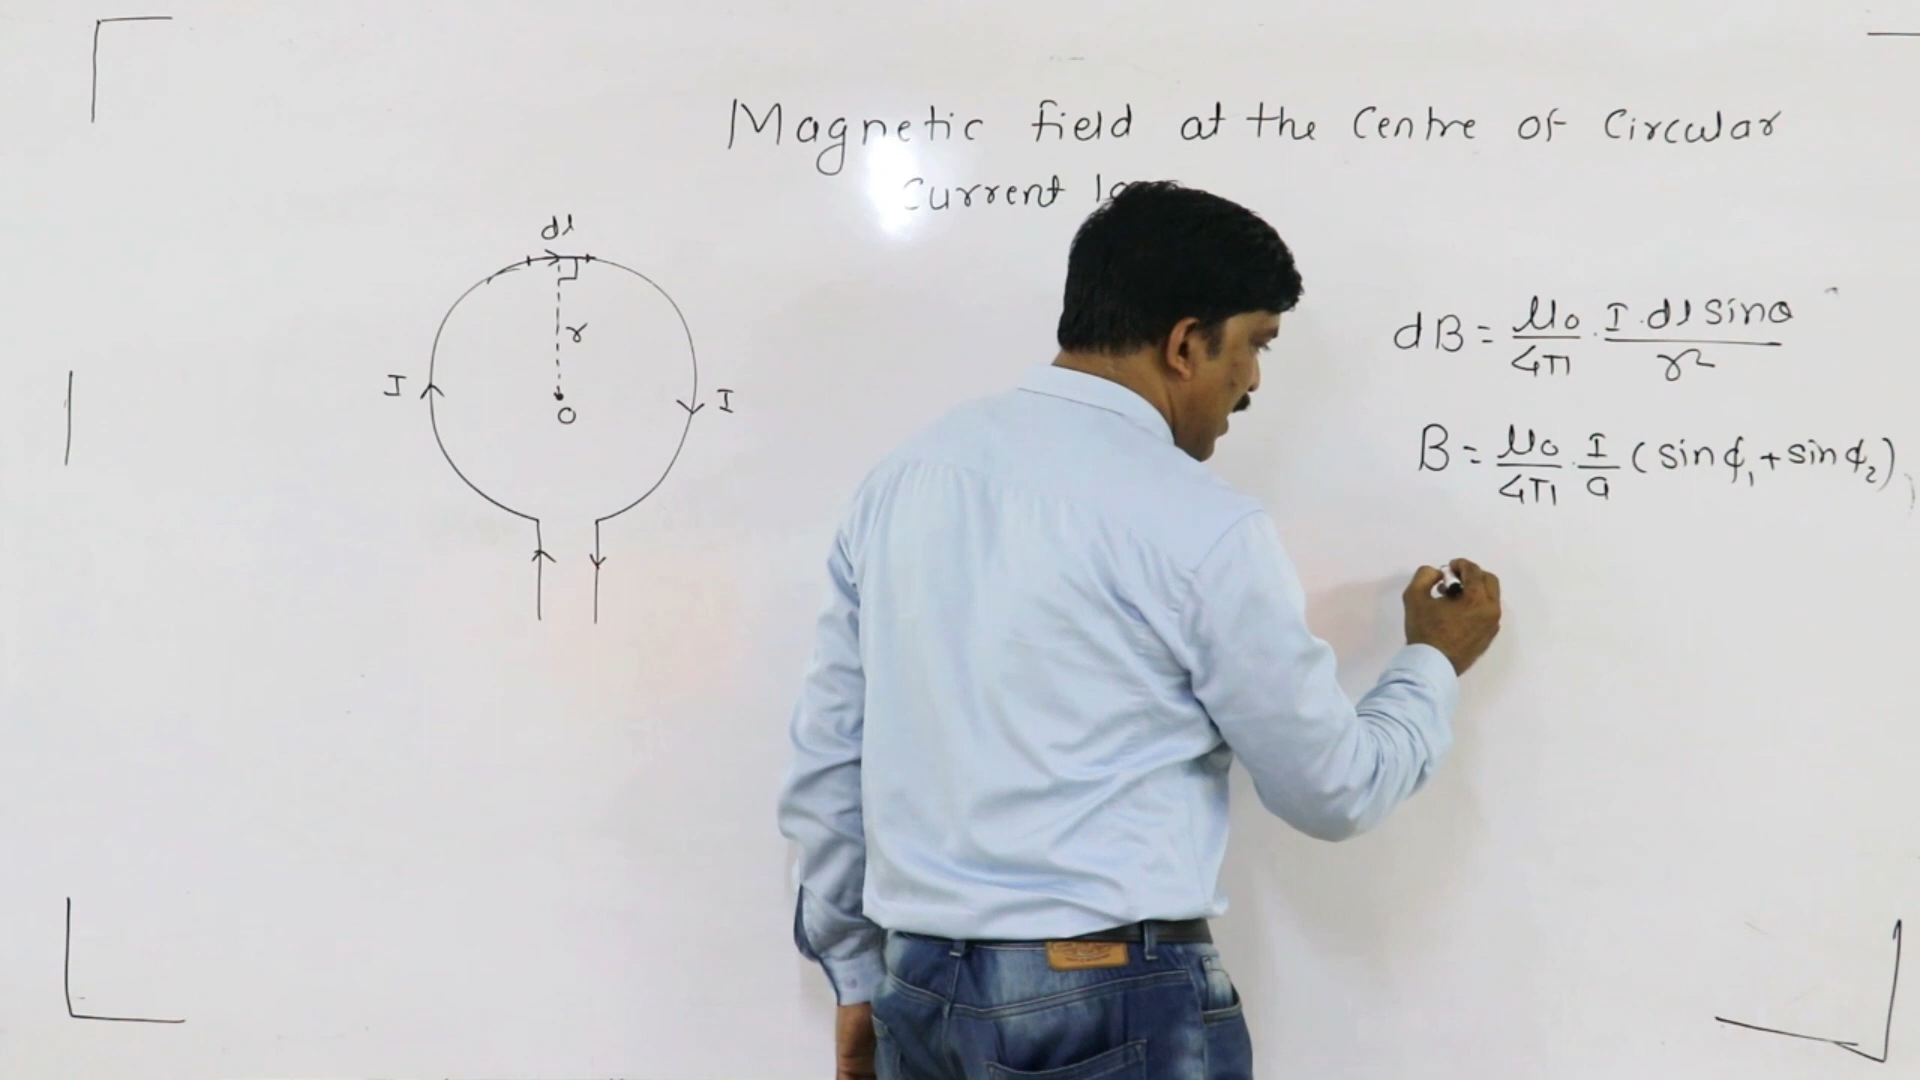 Magnetic field at the Centre of Circular
Current
dl
r
I
I
O
dB = μ₀/4π · I·dl sinθ/r²
B = μ₀/4π · I/a (sinϕ₁ + sinϕ₂)